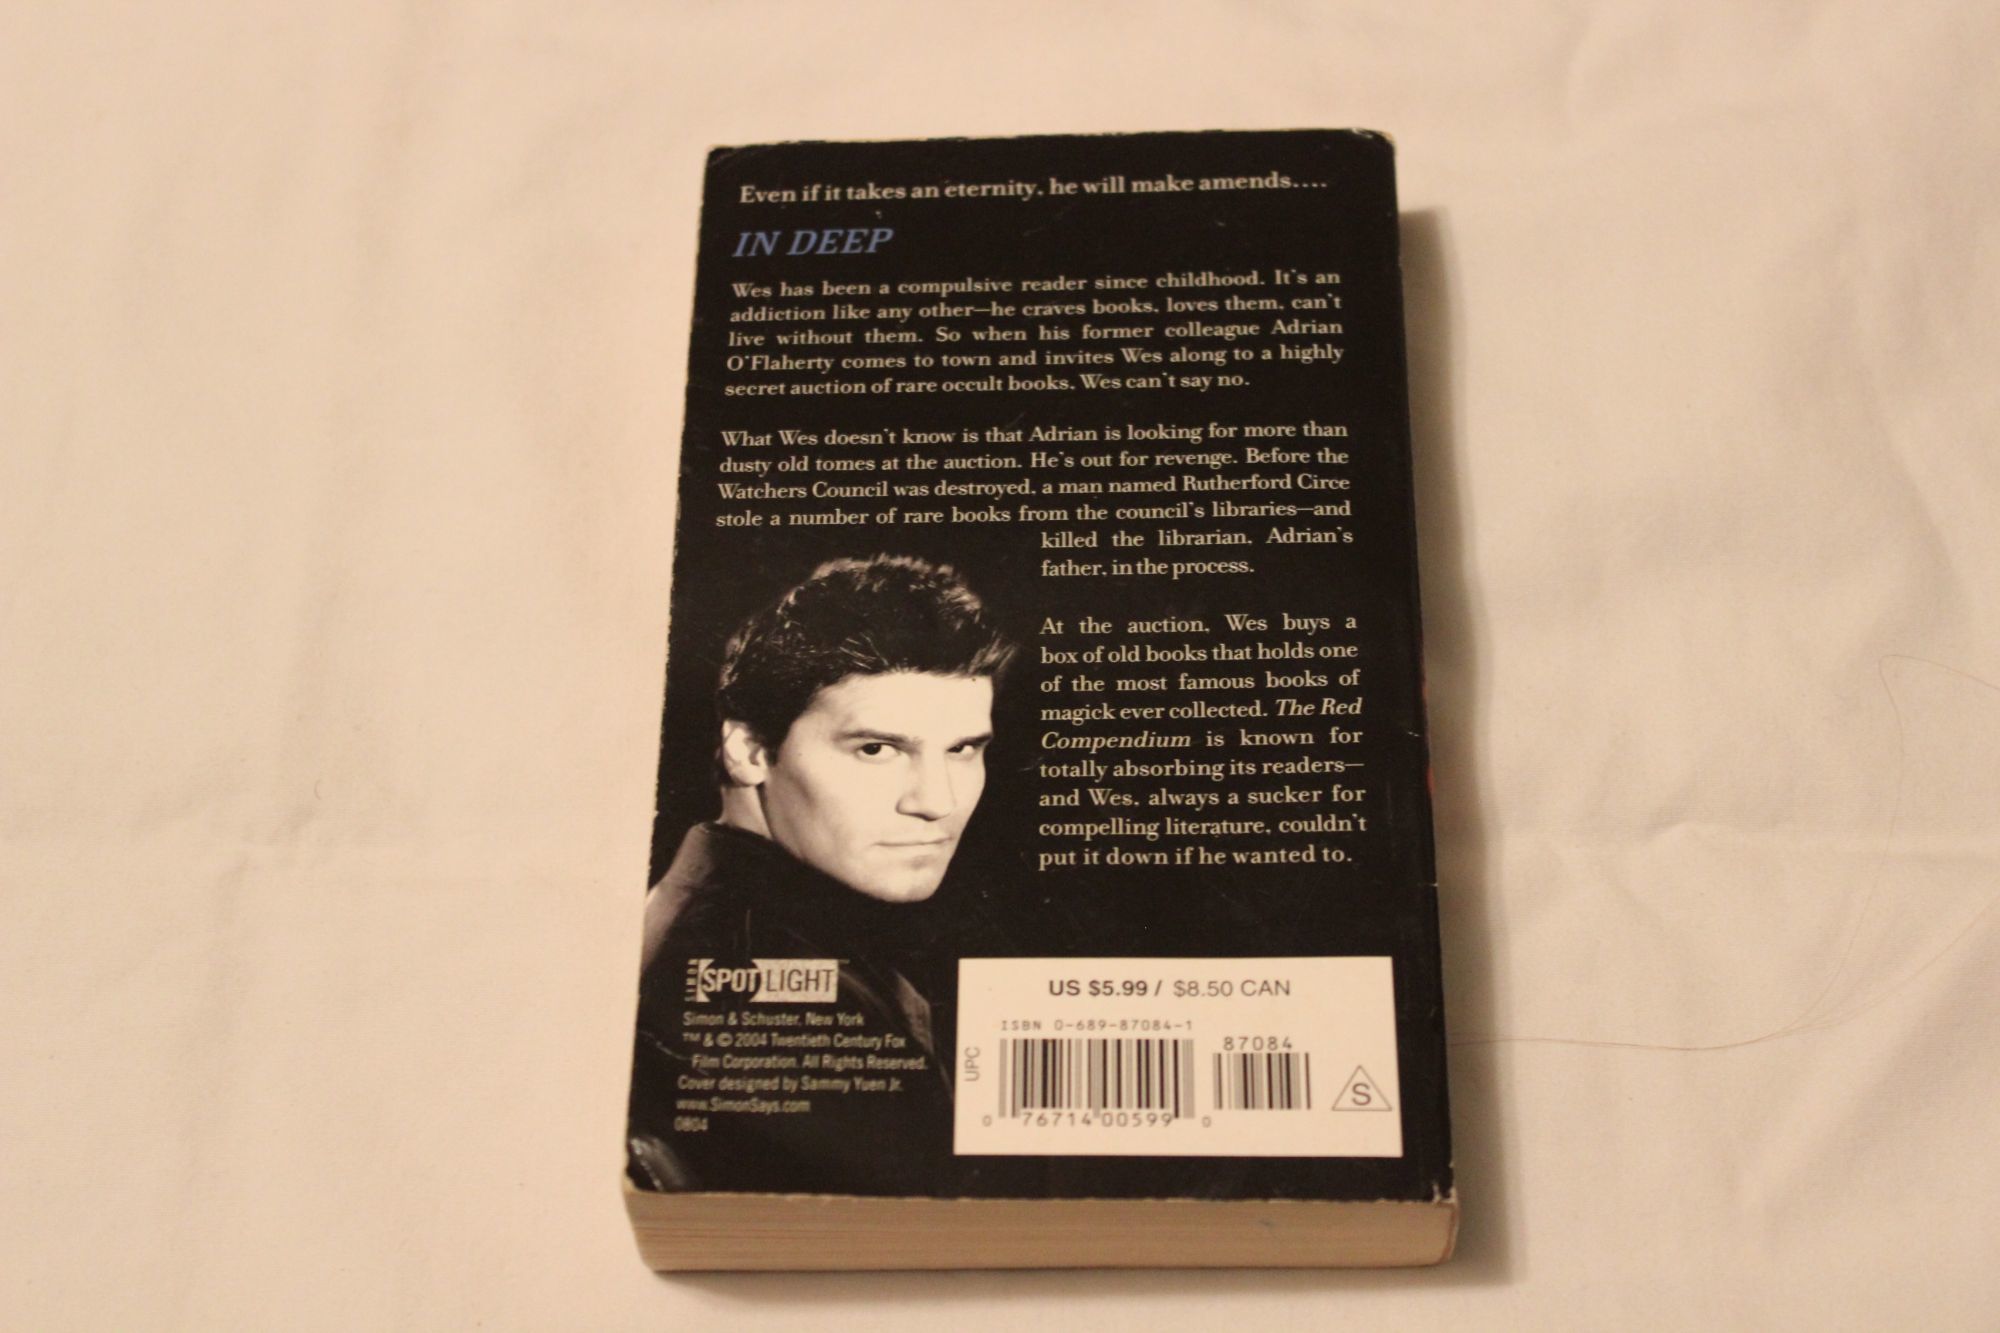 Even if it takes an eternity, he will make amends....
IN DEEP
Wes has been a compulsive reader since childhood. It's an
addiction like any other—he craves books, loves them, can't
live without them. So when his former colleague Adrian
O'Flaherty comes to town and invites Wes along to a highly
secret auction of rare occult books, Wes can't say no.
What Wes doesn't know is that Adrian is looking for more than
dusty old tomes at the auction. He's out for revenge. Before the
Watchers Council was destroyed, a man named Rutherford Circe
stole a number of rare books from the council's libraries—and
killed the librarian, Adrian's
father, in the process.
At the auction, Wes buys a
box of old books that holds one
of the most famous books of
magick ever collected. The Red
Compendium is known for
totally absorbing its readers—
and Wes, always a sucker for
compelling literature, couldn't
put it down if he wanted to.
SIMON SPOTLIGHT™
Simon & Schuster, New York
™ & © 2004 Twentieth Century Fox
Film Corporation. All Rights Reserved.
Cover designed by Sammy Yuen Jr.
www.SimonSays.com
0804
US $5.99 / $8.50 CAN
ISBN 0-689-87084-1
87084
UPC
0 76714 00599 0
S